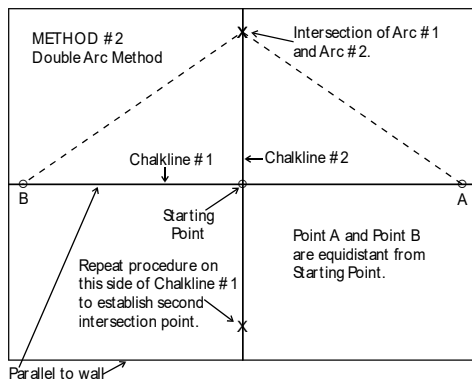 METHOD #2
Double Arc Method
X
Intersection of Arc #1
and Arc #2.
Chalkline #1
Chalkline #2
B
A
Starting
Point
Point A and Point B
are equidistant from
Starting Point.
Repeat procedure on
this side of Chalkline #1
to establish second
intersection point.
X
Parallel to wall